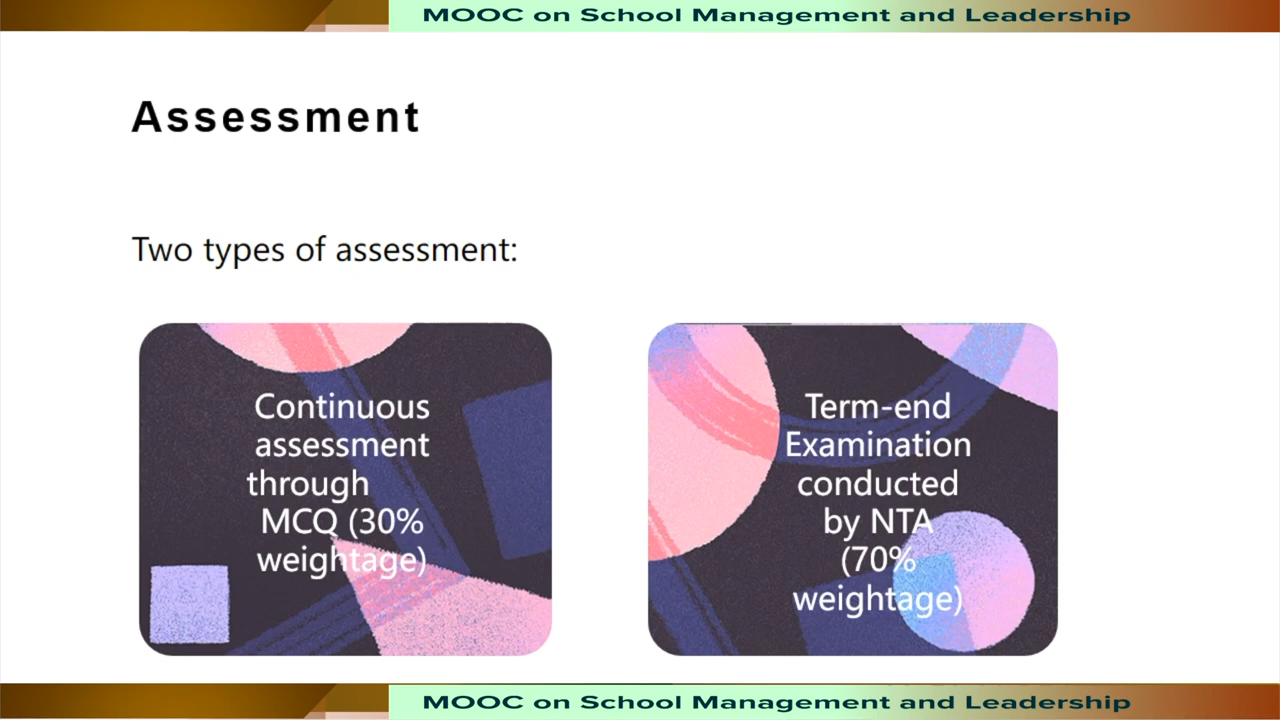 MOOC on School Management and Leadership
Assessment
Two types of assessment:
Continuous
assessment
through
MCQ (30%
weightage)
Term-end
Examination
conducted
by NTA
(70%
weightage)
MOOC on School Management and Leadership